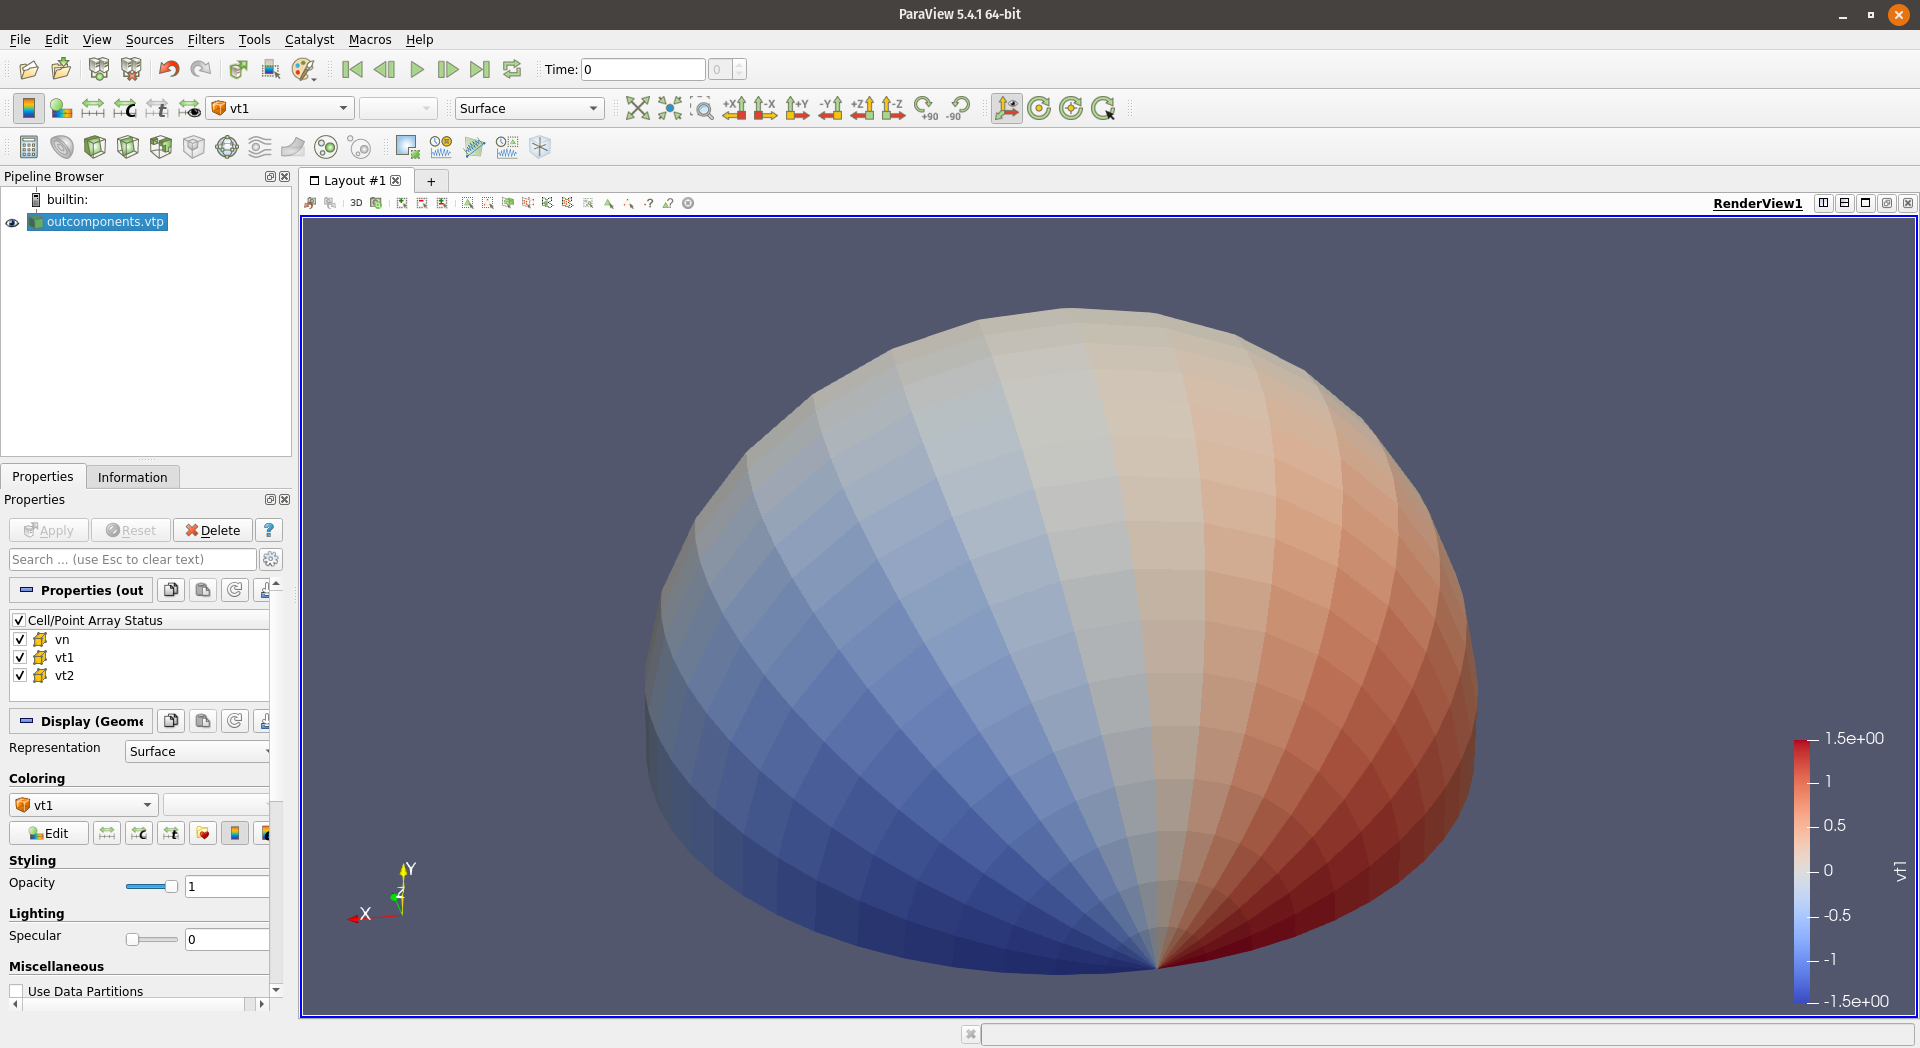 ParaView 5.4.1 64-bit
File Edit View Sources Filters Tools Catalyst Macros Help
Time: 0 0
vt1 Surface +X -X +Y -Y +Z -Z +90 -90
Pipeline Browser
builtin:
outcomponents.vtp
Layout #1 +
3D RenderView1
Properties Information
Properties
Apply Reset Delete ?
Search ... (use Esc to clear text)
Properties (out
Cell/Point Array Status
vn
vt1
vt2
Display (Geome
Representation Surface
Coloring
vt1
Edit
Styling
Opacity 1
Lighting
Specular 0
Miscellaneous
Use Data Partitions
Y
Z
X
1.5e+00
1
0.5
0
-0.5
-1
-1.5e+00
vt1